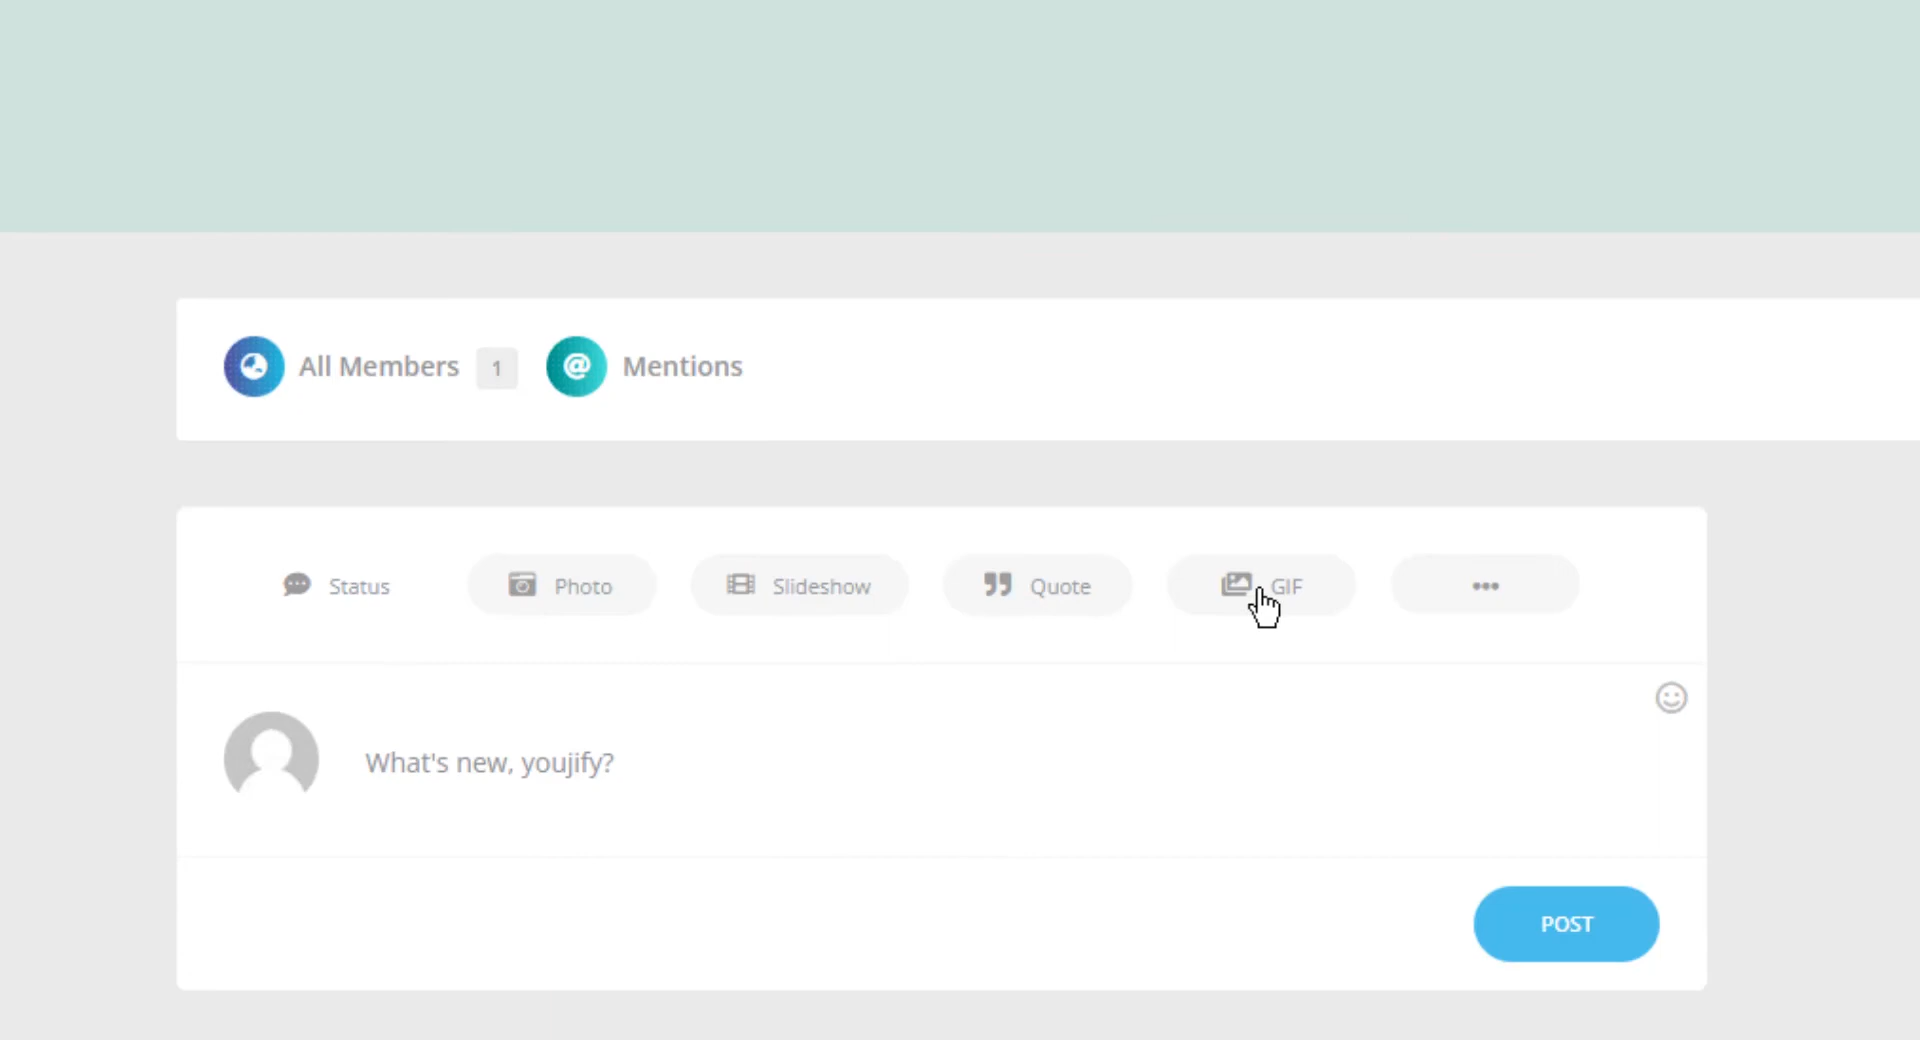 All Members 1 Mentions
Status Photo Slideshow Quote GIF
What's new, youjify?
POST